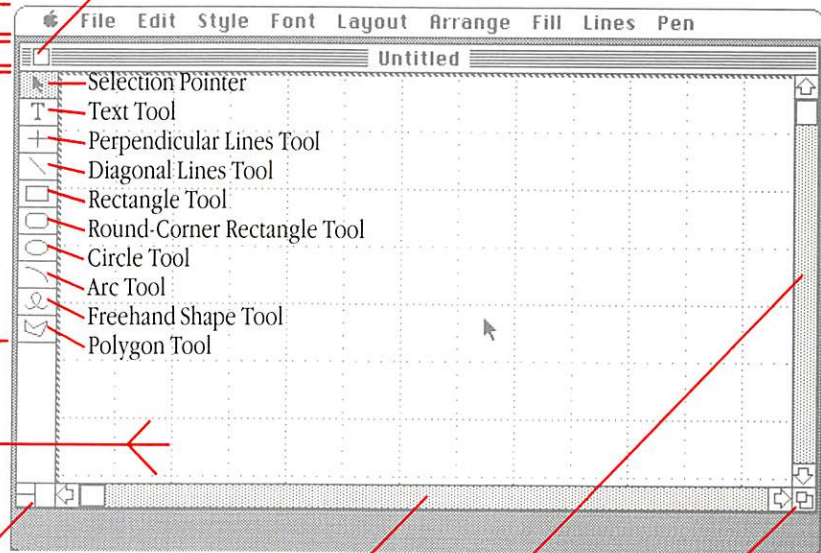 File Edit Style Font Layout Arrange Fill Lines Pen
Untitled
Selection Pointer
T Text Tool
Perpendicular Lines Tool
Diagonal Lines Tool
Rectangle Tool
Round-Corner Rectangle Tool
Circle Tool
Arc Tool
Freehand Shape Tool
Polygon Tool